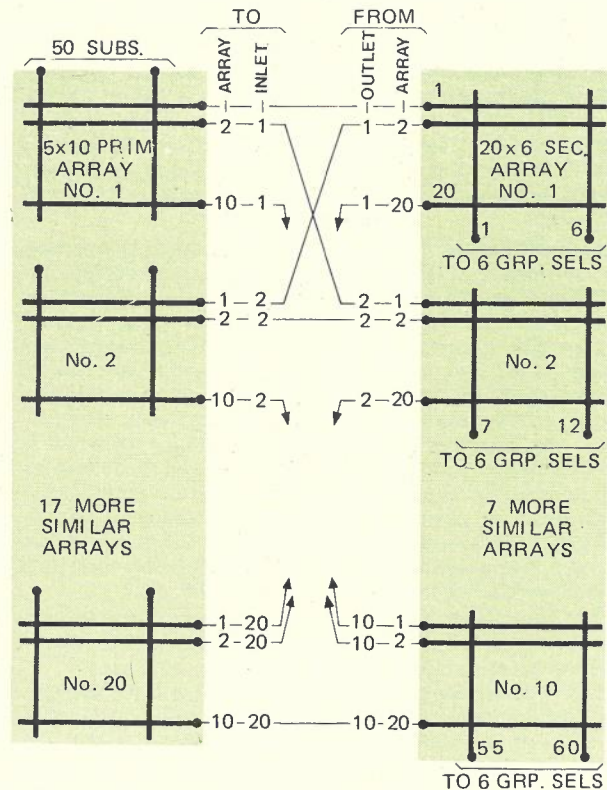 TO FROM
50 SUBS.
ARRAY INLET OUTLET ARRAY
1
2-1 1-2
5x10 PRIM
ARRAY
NO. 1
20x6 SEC.
ARRAY
NO. 1
10-1 1-20 20
1 6
TO 6 GRP. SELS
1-2 2-1
2-2 2-2
No. 2 No. 2
10-2 2-20
7 12
TO 6 GRP. SELS
17 MORE
SIMILAR
ARRAYS
7 MORE
SIMILAR
ARRAYS
1-20 10-1
2-20 10-2
No. 20 No. 10
10-20 10-20
55 60
TO 6 GRP. SELS